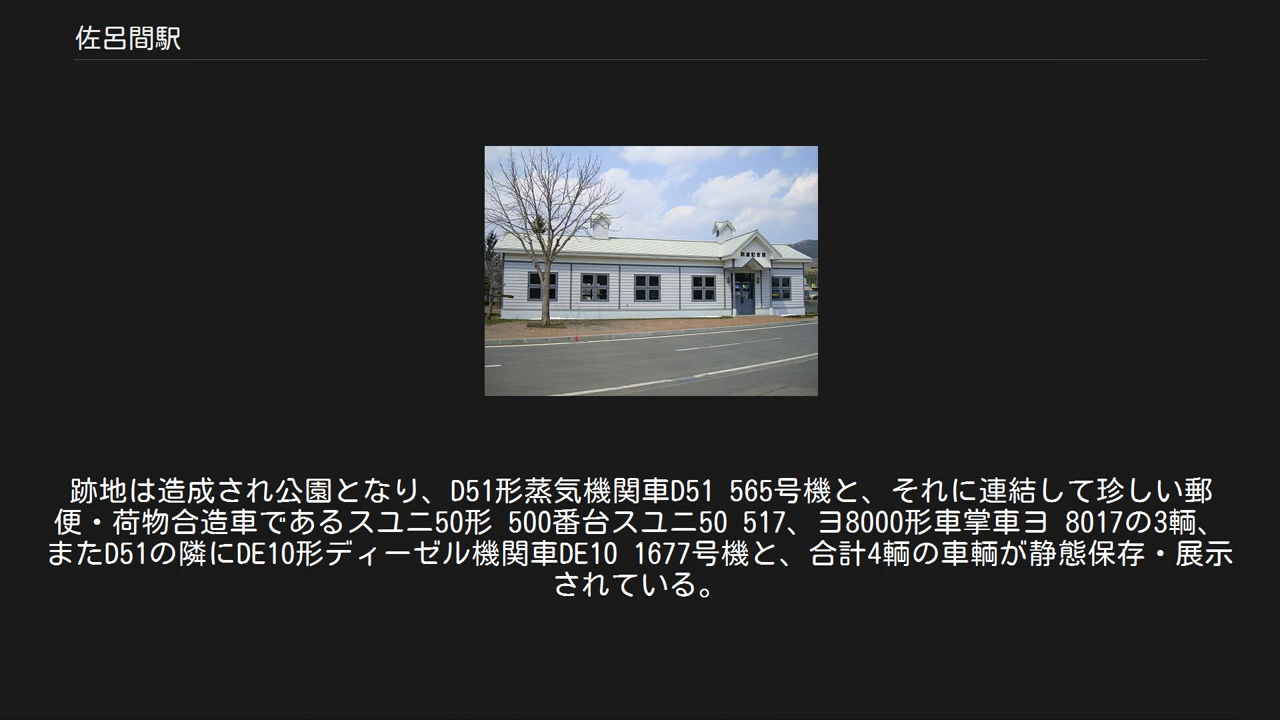 佐呂間駅
鉄道記念館
跡地は造成され公園となり、D51形蒸気機関車D51 565号機と、それに連結して珍しい郵
便・荷物合造車であるスユニ50形 500番台スユニ50 517、ヨ8000形車掌車ヨ 8017の3輌、
またD51の隣にDE10形ディーゼル機関車DE10 1677号機と、合計4輌の車輌が静態保存・展示
されている。